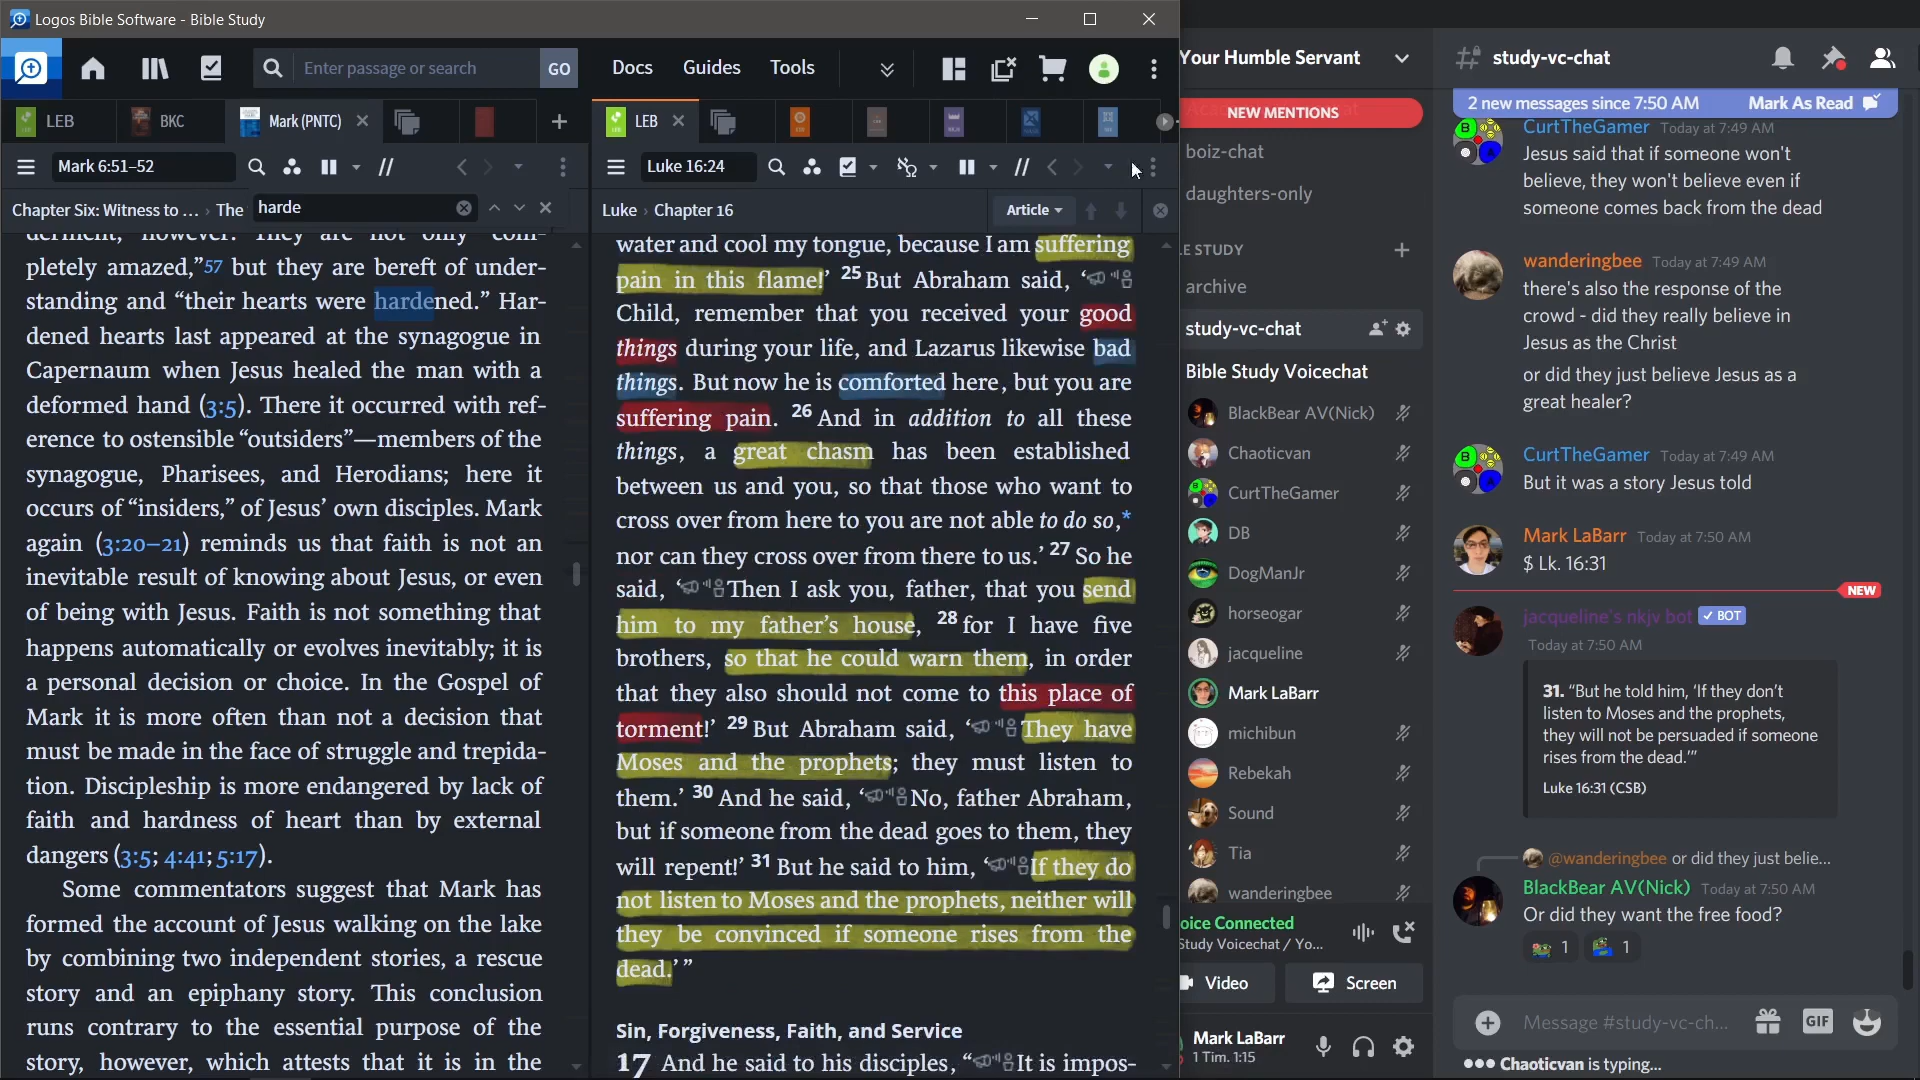 Logos Bible Software - Bible Study
Enter passage or search
GO
Docs
Guides
Tools
LEB
BKC
Mark (PNTC)
LEB
Mark 6:51–52
Luke 16:24
Chapter Six: Witness to ... › The
harde
Luke › Chapter 16
Article
derment, however. They are not only com-
pletely amazed,”57 but they are bereft of under-
standing and “their hearts were hardened.” Har-
dened hearts last appeared at the synagogue in
Capernaum when Jesus healed the man with a
deformed hand (3:5). There it occurred with ref-
erence to ostensible “outsiders”—members of the
synagogue, Pharisees, and Herodians; here it
occurs of “insiders,” of Jesus’ own disciples. Mark
again (3:20–21) reminds us that faith is not an
inevitable result of knowing about Jesus, or even
of being with Jesus. Faith is not something that
happens automatically or evolves inevitably; it is
a personal decision or choice. In the Gospel of
Mark it is more often than not a decision that
must be made in the face of struggle and trepida-
tion. Discipleship is more endangered by lack of
faith and hardness of heart than by external
dangers (3:5; 4:41; 5:17).
Some commentators suggest that Mark has
formed the account of Jesus walking on the lake
by combining two independent stories, a rescue
story and an epiphany story. This conclusion
runs contrary to the essential purpose of the
story, however, which attests that it is in the
water and cool my tongue, because I am suffering
pain in this flame!’ 25 But Abraham said, ‘
Child, remember that you received your good
things during your life, and Lazarus likewise bad
things. But now he is comforted here, but you are
suffering pain. 26 And in addition to all these
things, a great chasm has been established
between us and you, so that those who want to
cross over from here to you are not able to do so,*
nor can they cross over from there to us.’ 27 So he
said, ‘Then I ask you, father, that you send
him to my father’s house, 28 for I have five
brothers, so that he could warn them, in order
that they also should not come to this place of
torment!’ 29 But Abraham said, ‘They have
Moses and the prophets; they must listen to
them.’ 30 And he said, ‘No, father Abraham,
but if someone from the dead goes to them, they
will repent!’ 31 But he said to him, ‘If they do
not listen to Moses and the prophets, neither will
they be convinced if someone rises from the
dead.’”
Sin, Forgiveness, Faith, and Service
17 And he said to his disciples, “It is impos-
Your Humble Servant
NEW MENTIONS
boiz-chat
daughters-only
LE STUDY
archive
study-vc-chat
Bible Study Voicechat
BlackBear AV(Nick)
Chaoticvan
CurtTheGamer
DB
DogManJr
horseogar
jacqueline
Mark LaBarr
michibun
Rebekah
Sound
Tia
wanderingbee
oice Connected
Study Voicechat / Yo...
Video
Screen
Mark LaBarr
1 Tim. 1:15
study-vc-chat
2 new messages since 7:50 AM
Mark As Read
CurtTheGamer Today at 7:49 AM
Jesus said that if someone won't
believe, they won't believe even if
someone comes back from the dead
wanderingbee Today at 7:49 AM
there's also the response of the
crowd - did they really believe in
Jesus as the Christ
or did they just believe Jesus as a
great healer?
CurtTheGamer Today at 7:49 AM
But it was a story Jesus told
Mark LaBarr Today at 7:50 AM
$ Lk. 16:31
NEW
jacqueline's nkjv bot ✓ BOT
Today at 7:50 AM
31. “But he told him, ‘If they don’t
listen to Moses and the prophets,
they will not be persuaded if someone
rises from the dead.’”
Luke 16:31 (CSB)
@wanderingbee or did they just belie...
BlackBear AV(Nick) Today at 7:50 AM
Or did they want the free food?
1
1
Message #study-vc-ch...
GIF
Chaoticvan is typing...